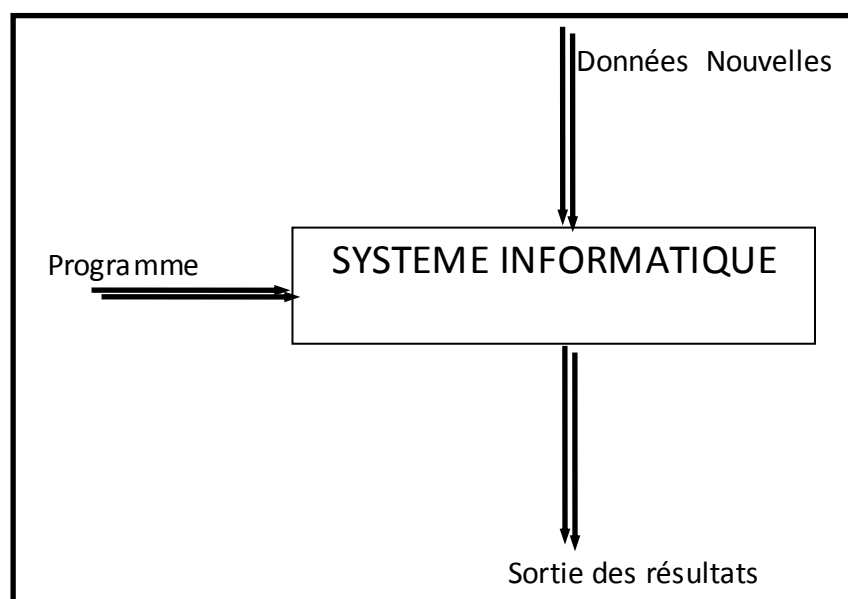 Données Nouvelles
SYSTEME INFORMATIQUE
Programme
Sortie des résultats